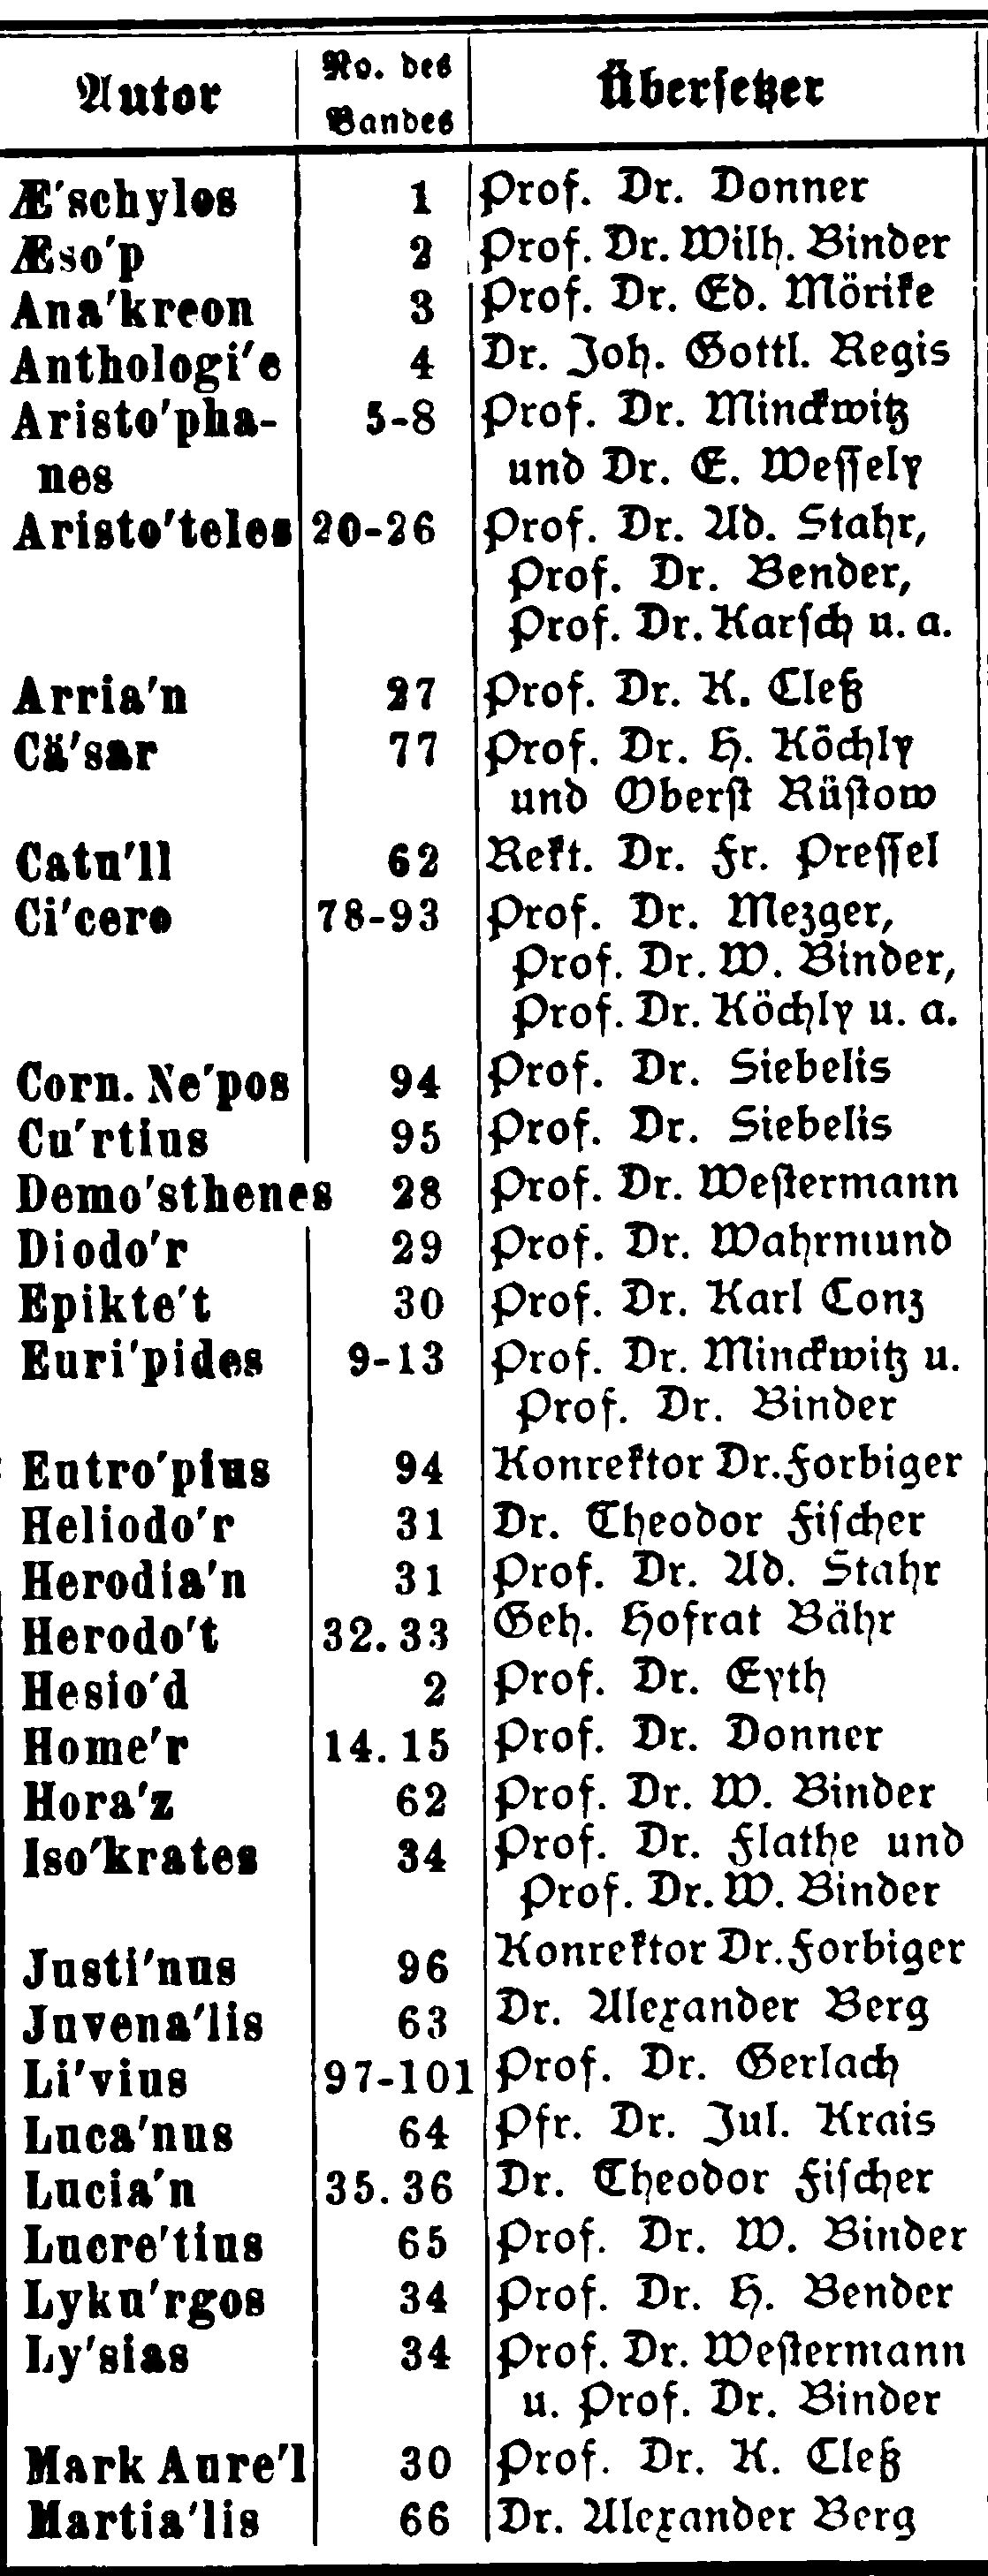 Autor No. des Bandes Übersetzer
Æ′schylos 1 Prof. Dr. Donner
Æso′p 2 Prof. Dr. Wilh. Binder
Ana′kreon 3 Prof. Dr. Ed. Mörike
Anthologi′e 4 Dr. Joh. Gottl. Regis
Aristo′pha- 5-8 Prof. Dr. Minckwitz
nes und Dr. E. Weſſely
Aristo′teles 20-26 Prof. Dr. Ad. Stahr,
Prof. Dr. Bender,
Prof. Dr. Karſch u. a.
Arria′n 27 Prof. Dr. K. Cleß
Cä′sar 77 Prof. Dr. H. Köchly
und Oberſt Rüſtow
Catu′ll 62 Rekt. Dr. Fr. Preſſel
Ci′cero 78-93 Prof. Dr. Mezger,
Prof. Dr. W. Binder,
Prof. Dr. Köchly u. a.
Corn. Ne′pos 94 Prof. Dr. Siebelis
Cu′rtius 95 Prof. Dr. Siebelis
Demo′sthenes 28 Prof. Dr. Weſtermann
Diodo′r 29 Prof. Dr. Wahrmund
Epikte′t 30 Prof. Dr. Karl Conz
Euri′pides 9-13 Prof. Dr. Minckwitz u.
Prof. Dr. Binder
Eutro′pius 94 Konrektor Dr. Forbiger
Heliodo′r 31 Dr. Theodor Fiſcher
Herodia′n 31 Prof. Dr. Ad. Stahr
Herodo′t 32. 33 Geh. Hofrat Bähr
Hesio′d 2 Prof. Dr. Eyth
Home′r 14. 15 Prof. Dr. Donner
Hora′z 62 Prof. Dr. W. Binder
Iso′krates 34 Prof. Dr. Flathe und
Prof. Dr. W. Binder
Justi′nus 96 Konrektor Dr. Forbiger
Juvena′lis 63 Dr. Alexander Berg
Li′vius 97-101 Prof. Dr. Gerlach
Luca′nus 64 Pfr. Dr. Jul. Krais
Lucia′n 35. 36 Dr. Theodor Fiſcher
Lucre′tius 65 Prof. Dr. W. Binder
Lyku′rgos 34 Prof. Dr. H. Bender
Ly′sias 34 Prof. Dr. Weſtermann
u. Prof. Dr. Binder
Mark Aure′l 30 Prof. Dr. K. Cleß
Martia′lis 66 Dr. Alexander Berg